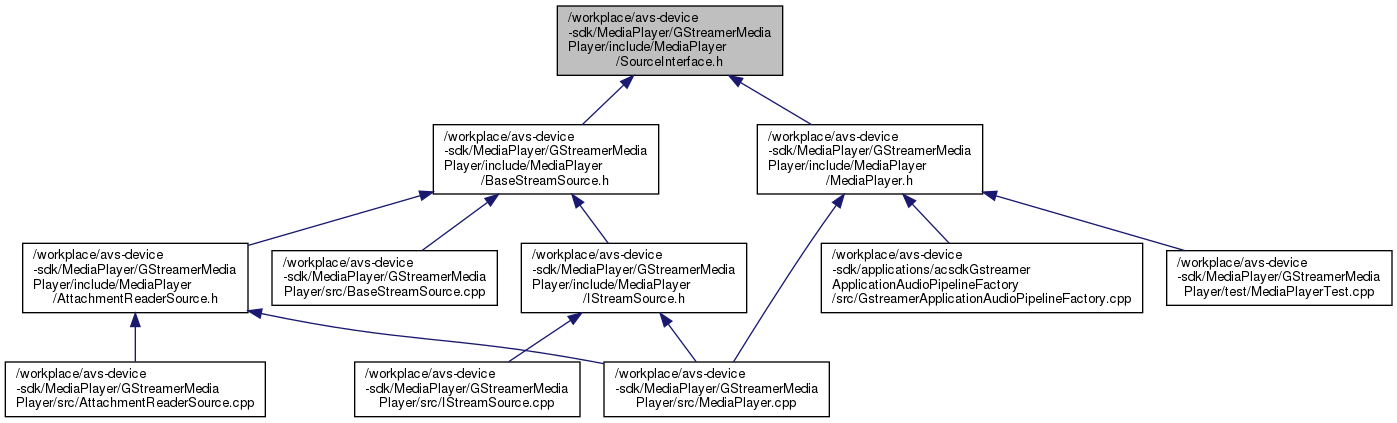 /workplace/avs-device
-sdk/MediaPlayer/GStreamerMedia
Player/include/MediaPlayer
/SourceInterface.h
/workplace/avs-device
-sdk/MediaPlayer/GStreamerMedia
Player/include/MediaPlayer
/BaseStreamSource.h
/workplace/avs-device
-sdk/MediaPlayer/GStreamerMedia
Player/include/MediaPlayer
/MediaPlayer.h
/workplace/avs-device
-sdk/MediaPlayer/GStreamerMedia
Player/include/MediaPlayer
/AttachmentReaderSource.h
/workplace/avs-device
-sdk/MediaPlayer/GStreamerMedia
Player/src/BaseStreamSource.cpp
/workplace/avs-device
-sdk/MediaPlayer/GStreamerMedia
Player/include/MediaPlayer
/IStreamSource.h
/workplace/avs-device
-sdk/applications/acsdkGstreamer
ApplicationAudioPipelineFactory
/src/GstreamerApplicationAudioPipelineFactory.cpp
/workplace/avs-device
-sdk/MediaPlayer/GStreamerMedia
Player/test/MediaPlayerTest.cpp
/workplace/avs-device
-sdk/MediaPlayer/GStreamerMedia
Player/src/AttachmentReaderSource.cpp
/workplace/avs-device
-sdk/MediaPlayer/GStreamerMedia
Player/src/IStreamSource.cpp
/workplace/avs-device
-sdk/MediaPlayer/GStreamerMedia
Player/src/MediaPlayer.cpp